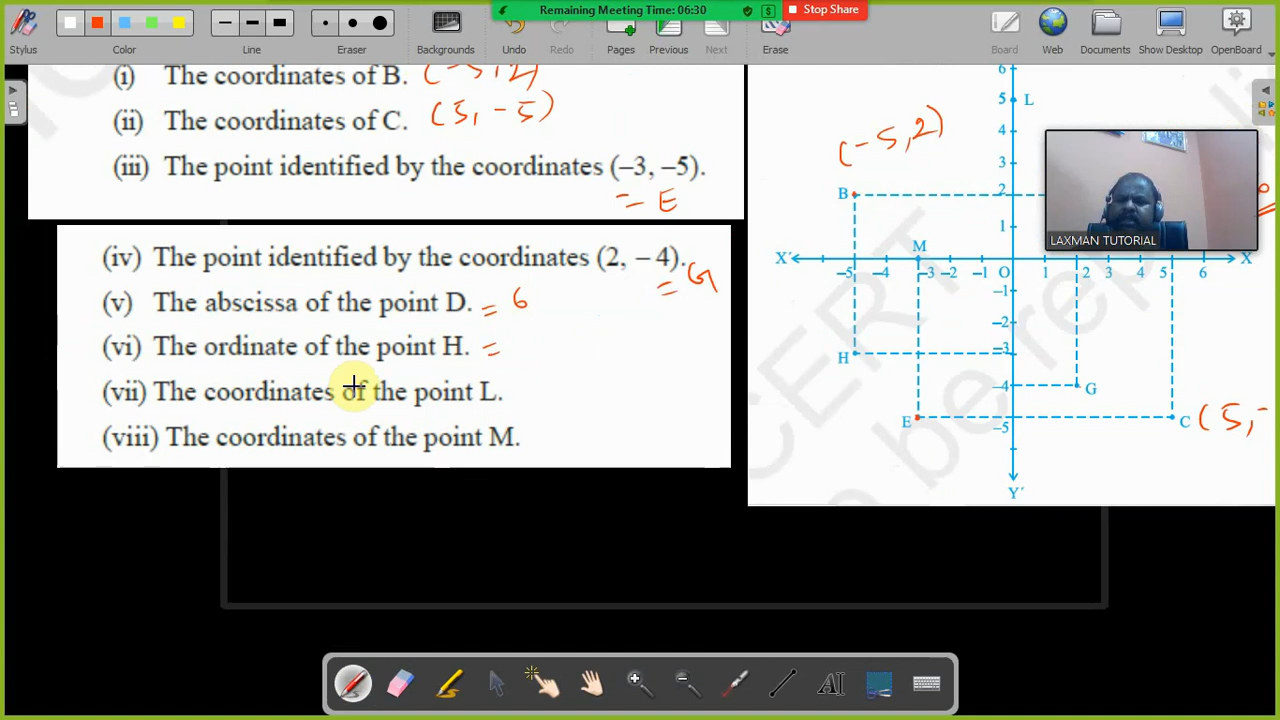 Remaining Meeting Time: 06:30
Stop Share
Stylus
Color
Line
Eraser
Backgrounds
Undo
Redo
Pages
Previous
Next
Erase
Board
Web
Documents
Show Desktop
OpenBoard
(i) The coordinates of B. (-5,2)
(ii) The coordinates of C. (5,-5)
(iii) The point identified by the coordinates (–3, –5).
= E
(iv) The point identified by the coordinates (2, – 4).
= G
(v) The abscissa of the point D. = 6
(vi) The ordinate of the point H. =
(vii) The coordinates of the point L.
(viii) The coordinates of the point M.
6
5 L
4
(-5,2)
3
B 2
LAXMAN TUTORIAL
1
M
X′ X
–5 –4 –3 –2 –1 O 1 2 3 4 5 6
–1
–2
–3
H
–4 G
E C (5,-
–5
Y′